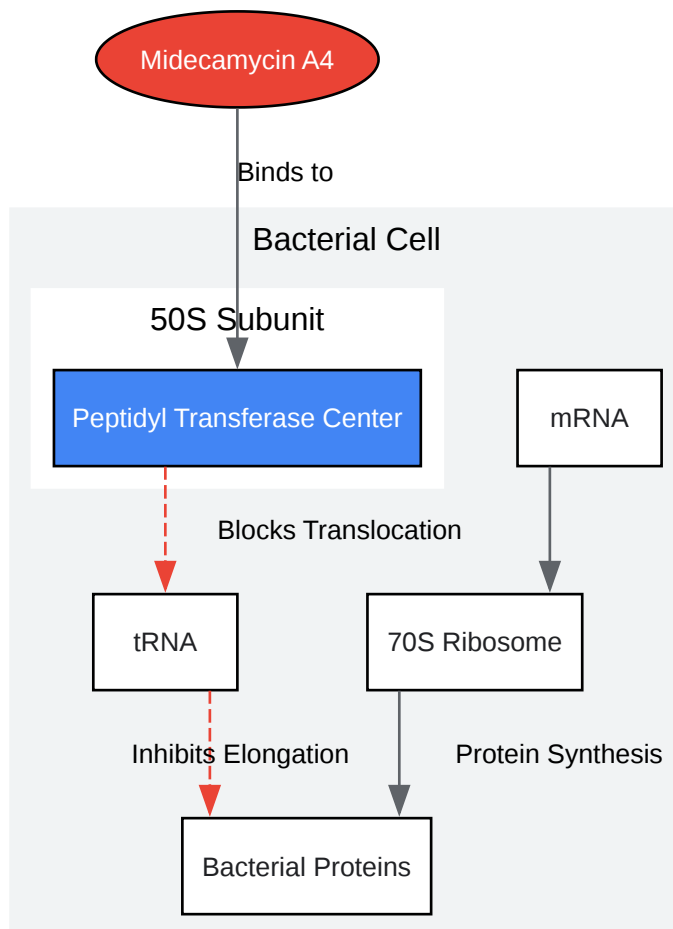 Midecamycin A4
Binds to
Bacterial Cell
50S Subunit
Peptidyl Transferase Center
mRNA
Blocks Translocation
tRNA
70S Ribosome
Inhibits Elongation
Protein Synthesis
Bacterial Proteins